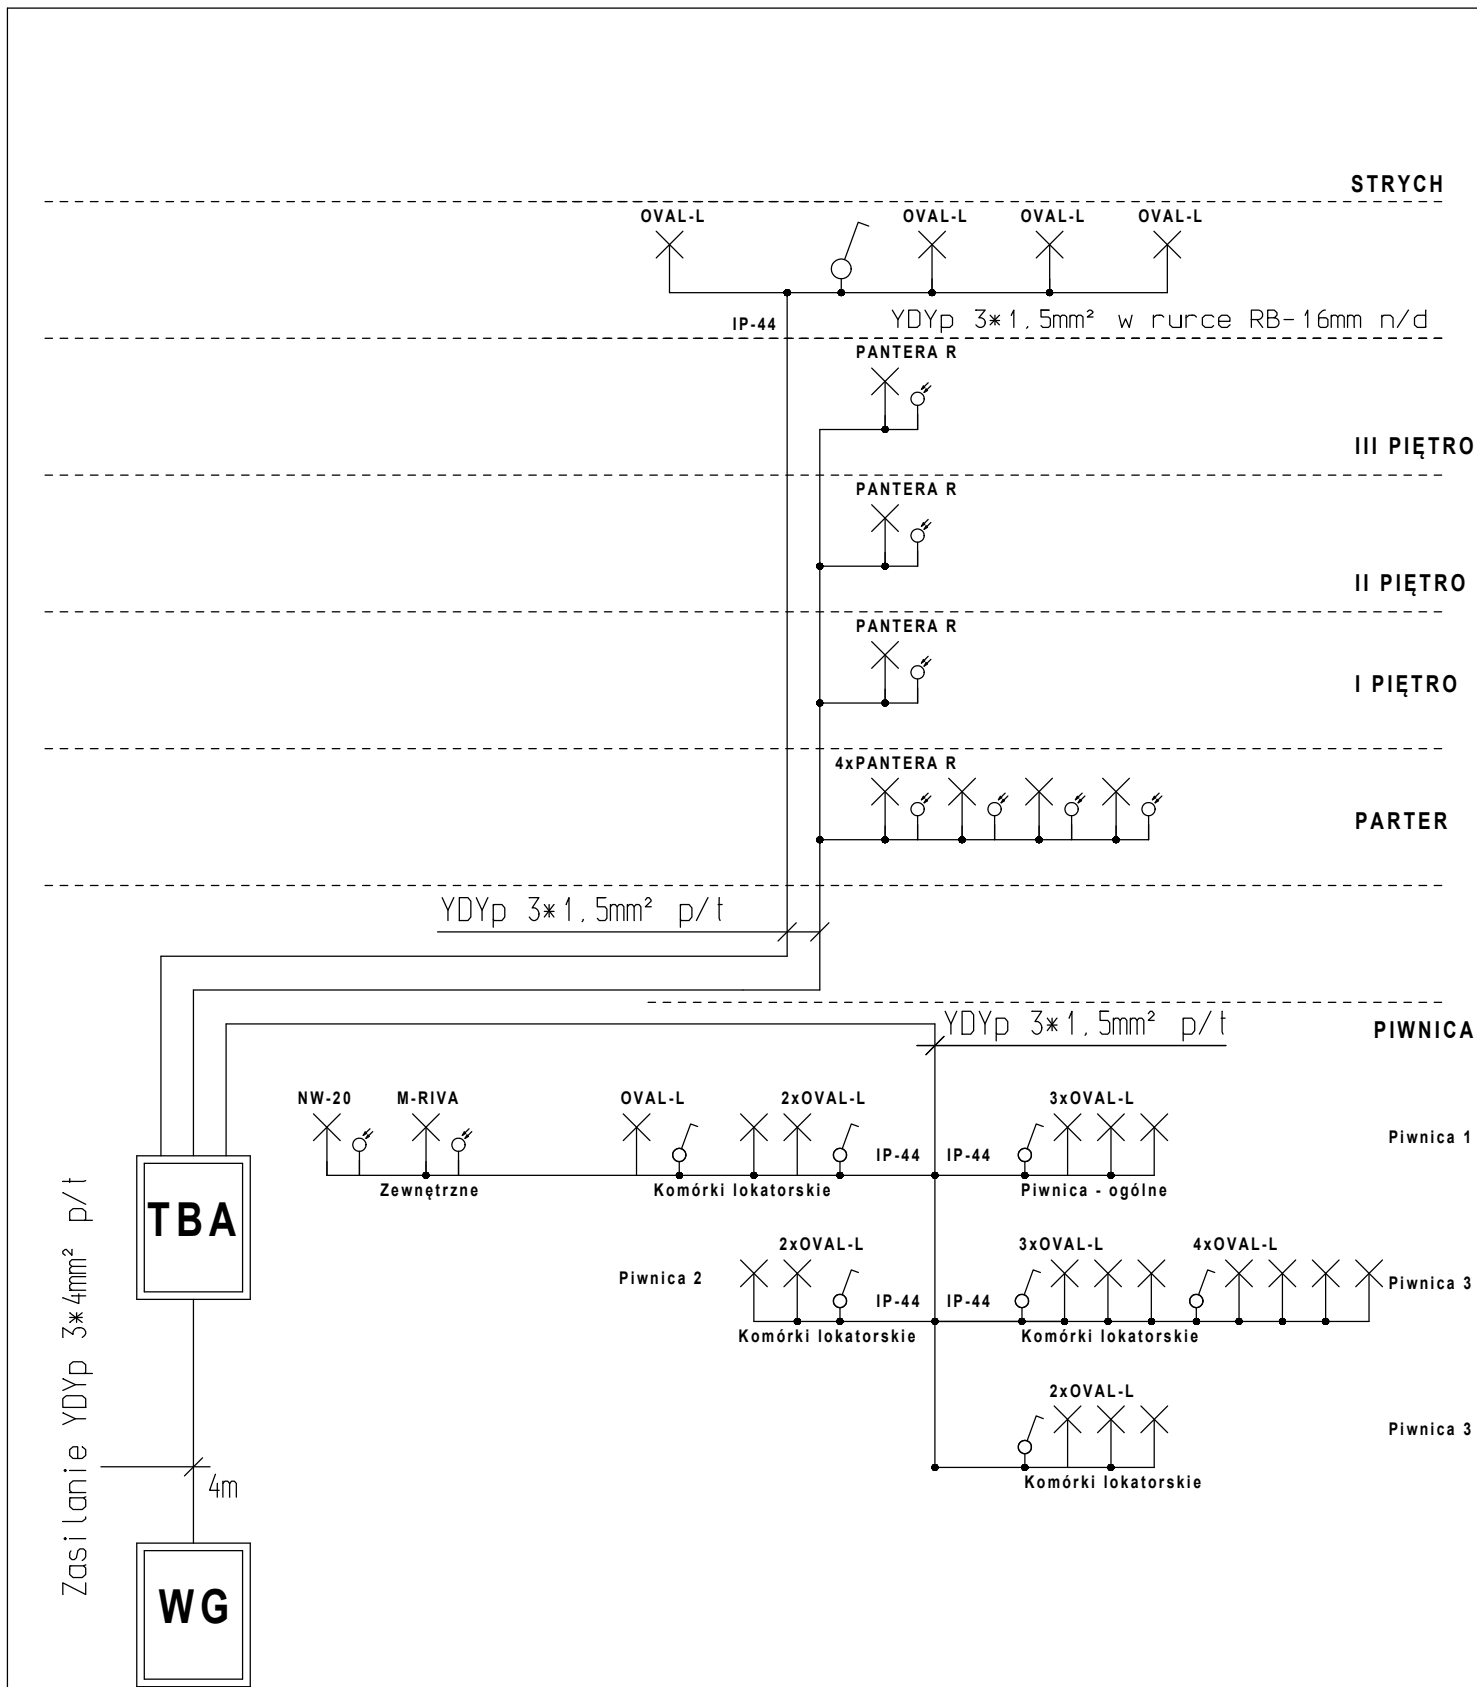 STRYCH
OVAL-L
OVAL-L
OVAL-L
OVAL-L
IP-44
YDYp 3*1,5mm² w rurce RB-16mm n/d
PANTERA R
III PIĘTRO
PANTERA R
II PIĘTRO
PANTERA R
I PIĘTRO
4xPANTERA R
PARTER
YDYp 3*1,5mm² p/t
YDYp 3*1,5mm² p/t
PIWNICA
NW-20
M-RIVA
OVAL-L
2xOVAL-L
3xOVAL-L
IP-44
IP-44
Piwnica 1
Zewnętrzne
Komórki lokatorskie
Piwnica - ogólne
TBA
2xOVAL-L
3xOVAL-L
4xOVAL-L
Piwnica 2
IP-44
IP-44
Piwnica 3
Komórki lokatorskie
Komórki lokatorskie
2xOVAL-L
Piwnica 3
Komórki lokatorskie
Zasilanie YDYp 3*4mm² p/t
4m
WG